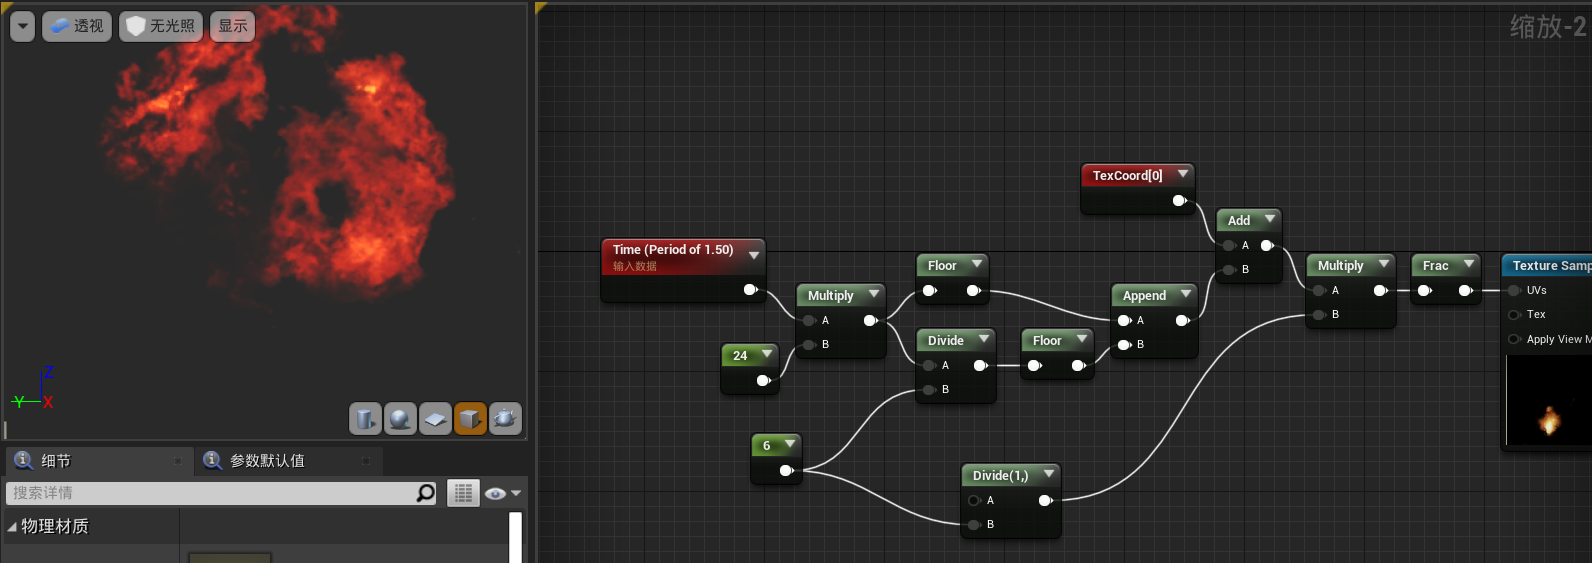 透视
无光照
显示
缩放-2
TexCoord[0]
Add
A
B
Time (Period of 1.50)
输入数据
Floor
Multiply
A
B
Frac
Texture Samp
UVs
Tex
Apply View M
Multiply
A
B
Append
A
B
24
Divide
A
B
Floor
Z
Y
X
6
Divide(1,)
A
B
细节
参数默认值
搜索详情
物理材质